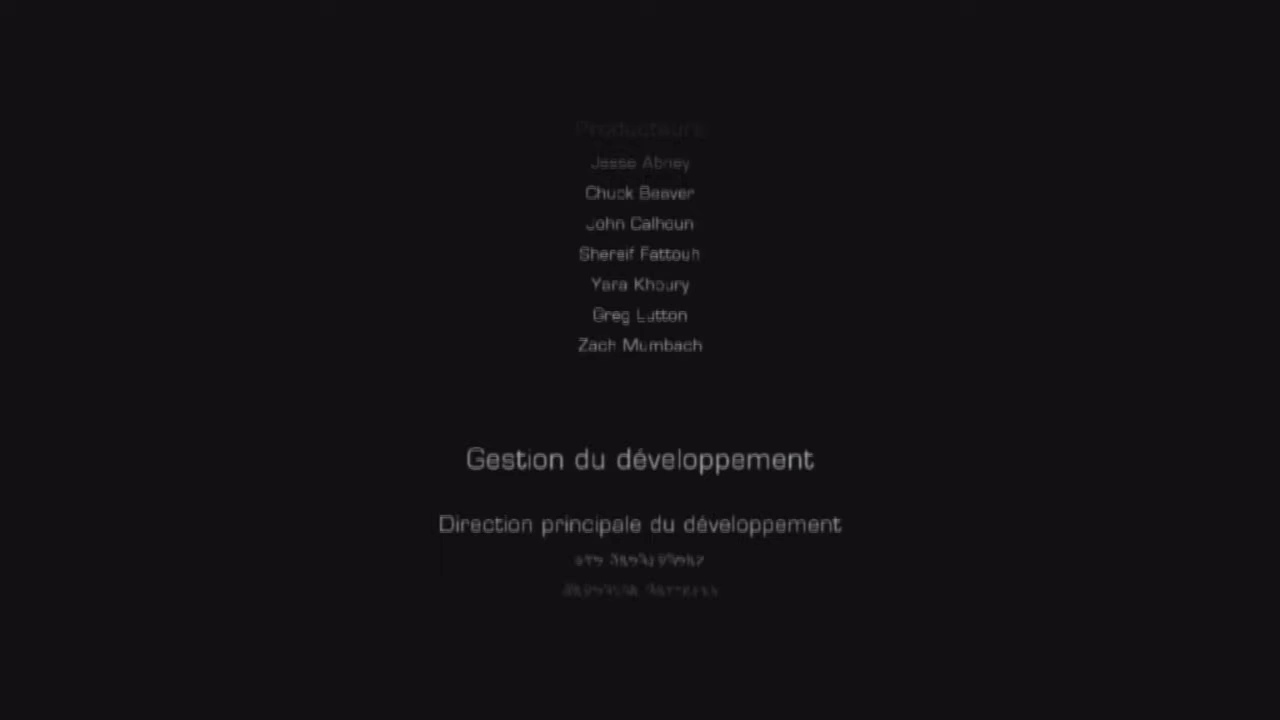 Producteurs
Jesse Abney
Chuck Beaver
John Calhoun
Shereif Fattouh
Yara Khoury
Greg Lutton
Zach Mumbach
Gestion du développement
Direction principale du développement